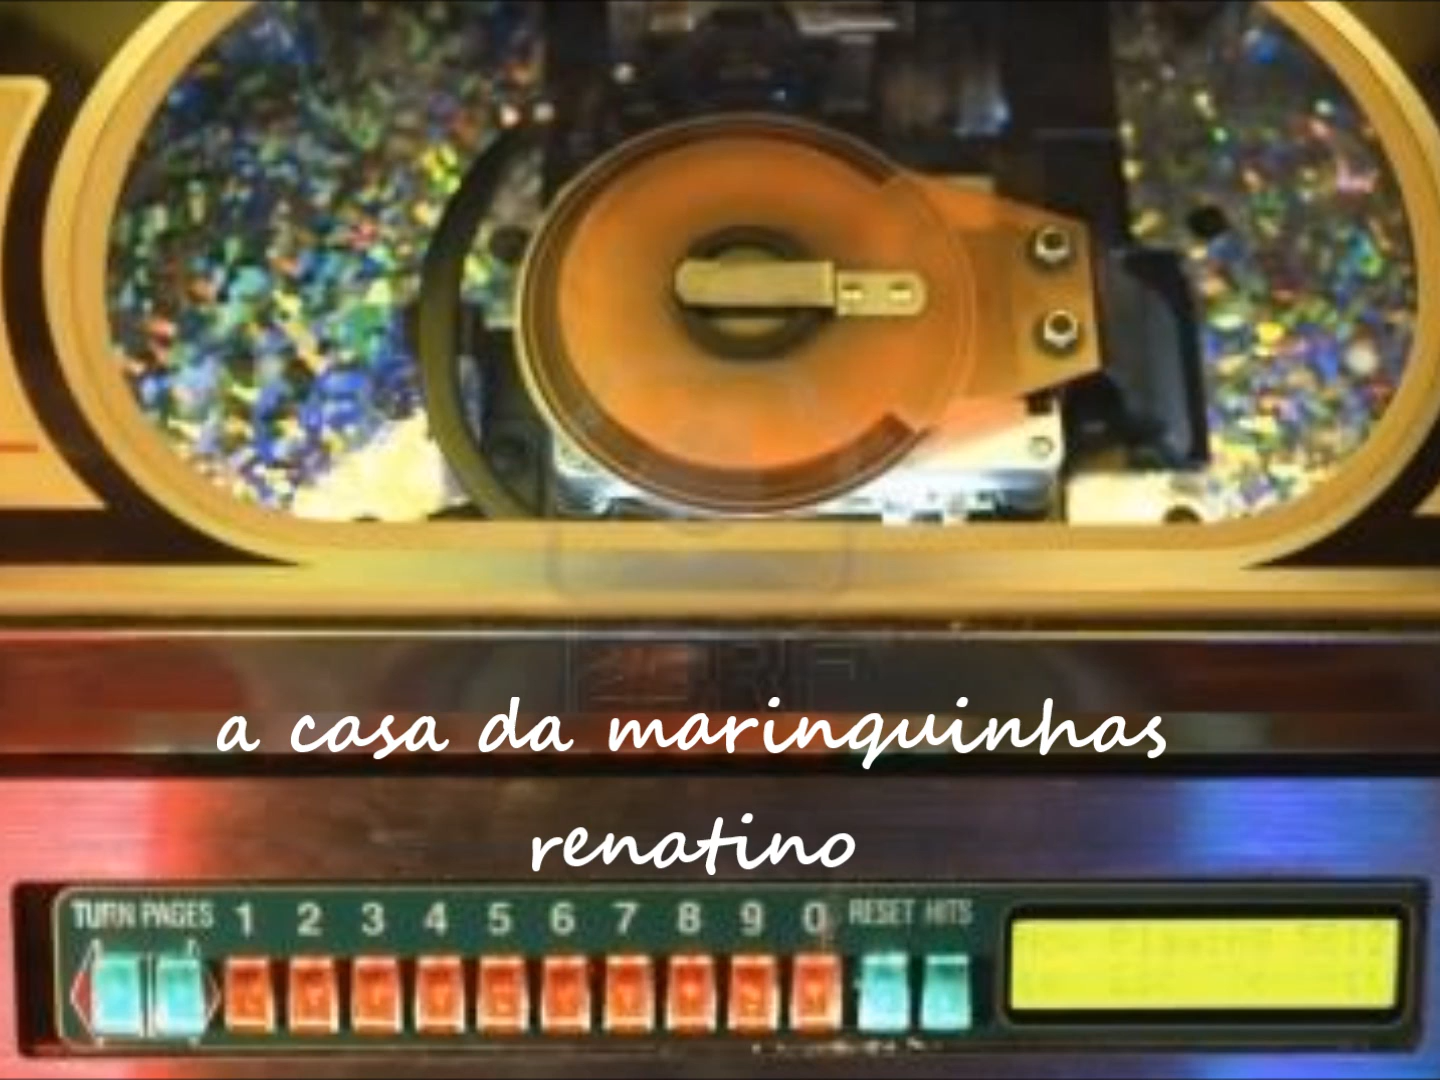 a casa da maringuinhas
renatino
TURN PAGES 1 2 3 4 5 6 7 8 9 0 RESET HITS